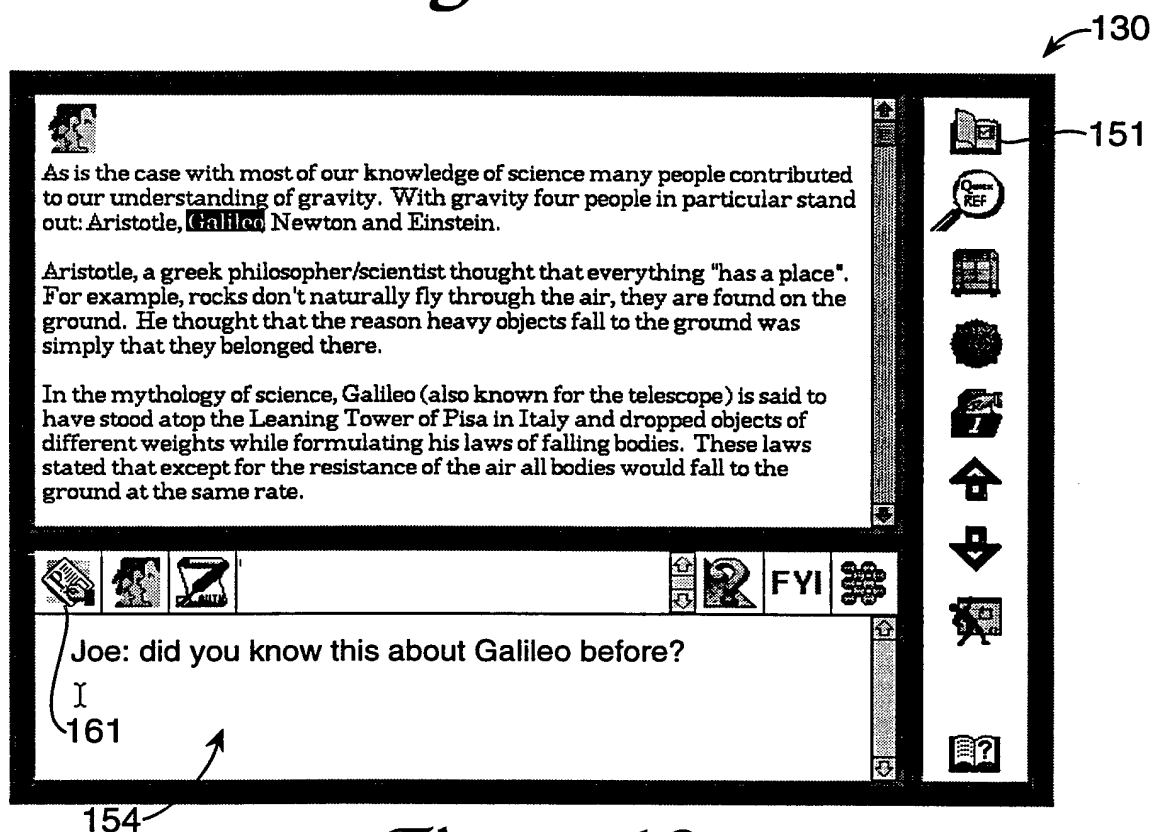 130
151
QUICK
REF
As is the case with most of our knowledge of science many people contributed
to our understanding of gravity. With gravity four people in particular stand
out: Aristotle, Galileo Newton and Einstein.
Aristotle, a greek philosopher/scientist thought that everything "has a place".
For example, rocks don't naturally fly through the air, they are found on the
ground. He thought that the reason heavy objects fall to the ground was
simply that they belonged there.
In the mythology of science, Galileo (also known for the telescope) is said to
have stood atop the Leaning Tower of Pisa in Italy and dropped objects of
different weights while formulating his laws of falling bodies. These laws
stated that except for the resistance of the air all bodies would fall to the
ground at the same rate.
FYI
Joe: did you know this about Galileo before?
161
?
154